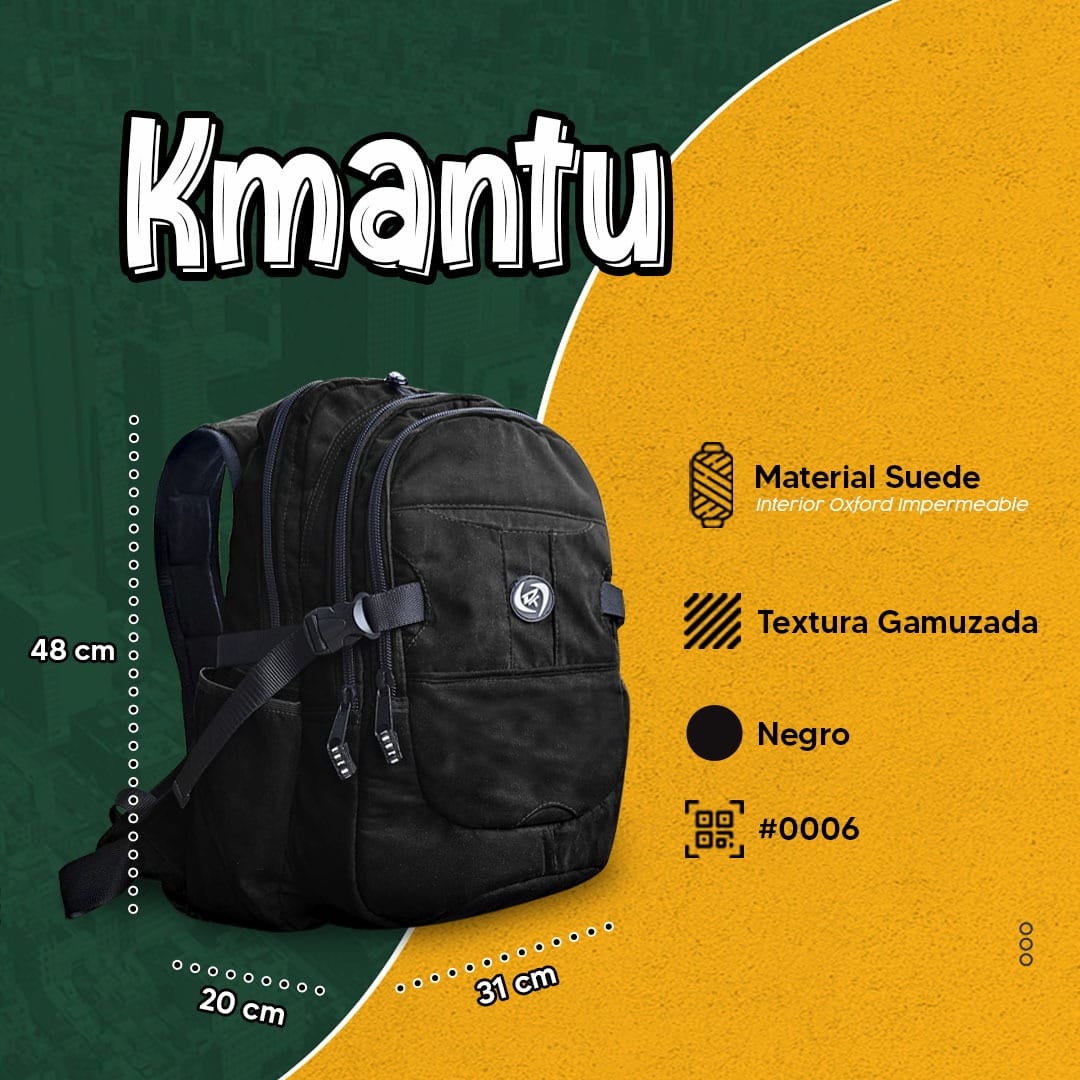 Kmantu
Material Suede
Interior Oxford Impermeable
Textura Gamuzada
Negro
#0006
48 cm
20 cm
31 cm